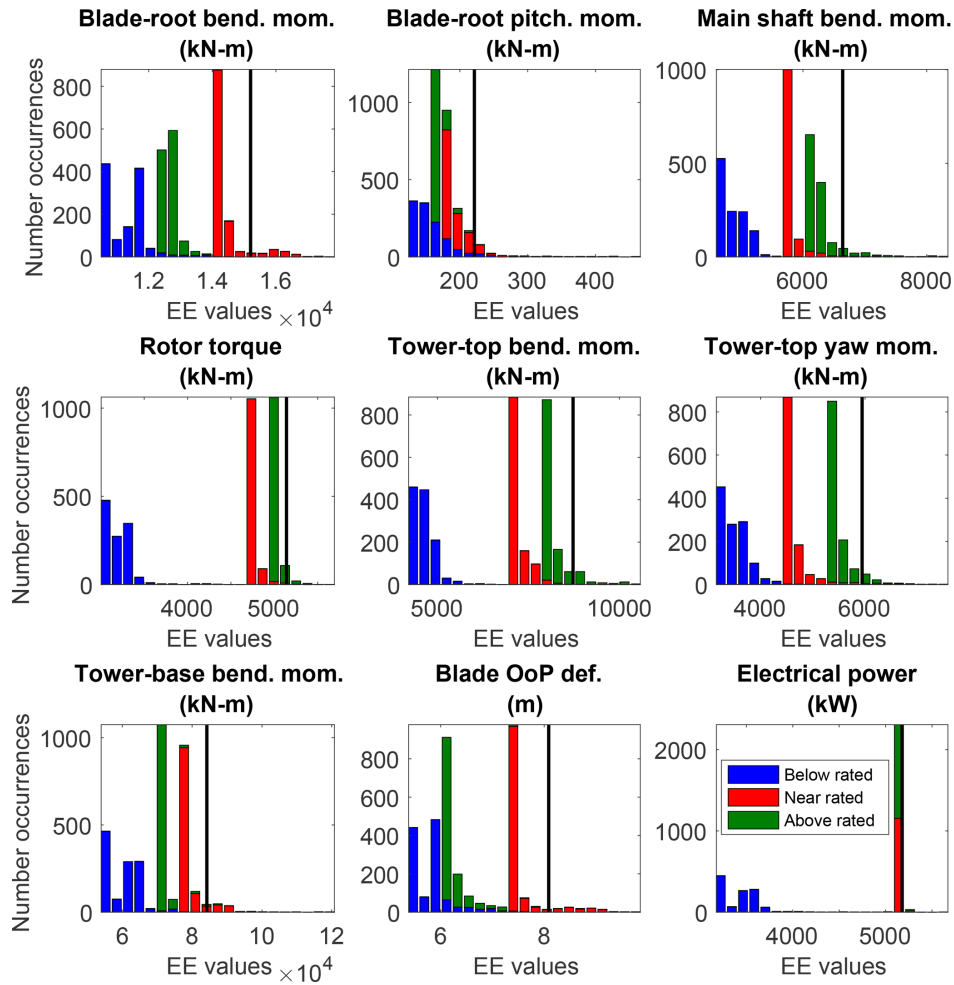 Blade-root bend. mom.
(kN-m)
Number occurrences
800
600
400
200
0
1.2 1.4 1.6
EE values ×10^4
Blade-root pitch. mom.
(kN-m)
1000
500
0
200 400
EE values
Main shaft bend. mom.
(kN-m)
1000
500
0
6000 8000
EE values
Rotor torque
(kN-m)
Number occurrences
1000
500
0
4000 5000
EE values
Tower-top bend. mom.
(kN-m)
800
600
400
200
0
5000 10000
EE values
Tower-top yaw mom.
(kN-m)
800
600
400
200
0
4000 6000
EE values
Tower-base bend. mom.
(kN-m)
Number occurrences
1000
500
0
6 8 10 12
EE values ×10^4
Blade OoP def.
(m)
800
600
400
200
0
6 8
EE values
Electrical power
(kW)
2000
1000
0
Below rated
Near rated
Above rated
4000 5000
EE values